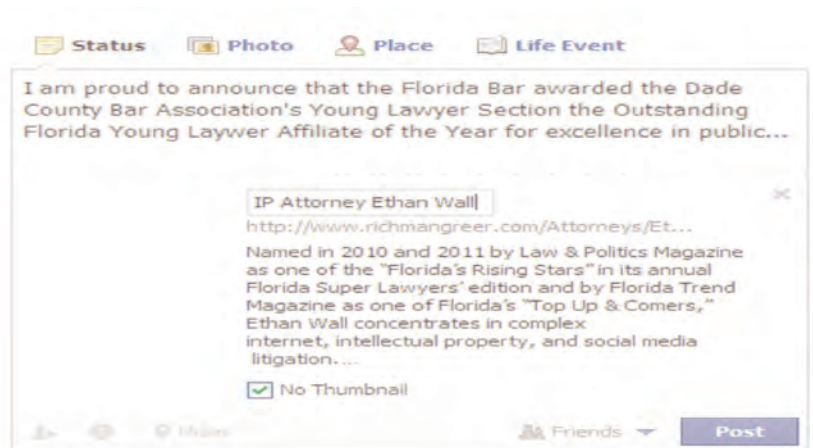 Status Photo Place Life Event
I am proud to announce that the Florida Bar awarded the Dade
County Bar Association's Young Lawyer Section the Outstanding
Florida Young Laywer Affiliate of the Year for excellence in public...
IP Attorney Ethan Wall
http://www.richmangreer.com/Attorneys/Et...
Named in 2010 and 2011 by Law & Politics Magazine
as one of the "Florida's Rising Stars" in its annual
Florida Super Lawyers' edition and by Florida Trend
Magazine as one of Florida's "Top Up & Comers,"
Ethan Wall concentrates in complex
internet, intellectual property, and social media
litigation....
No Thumbnail
Friends Post